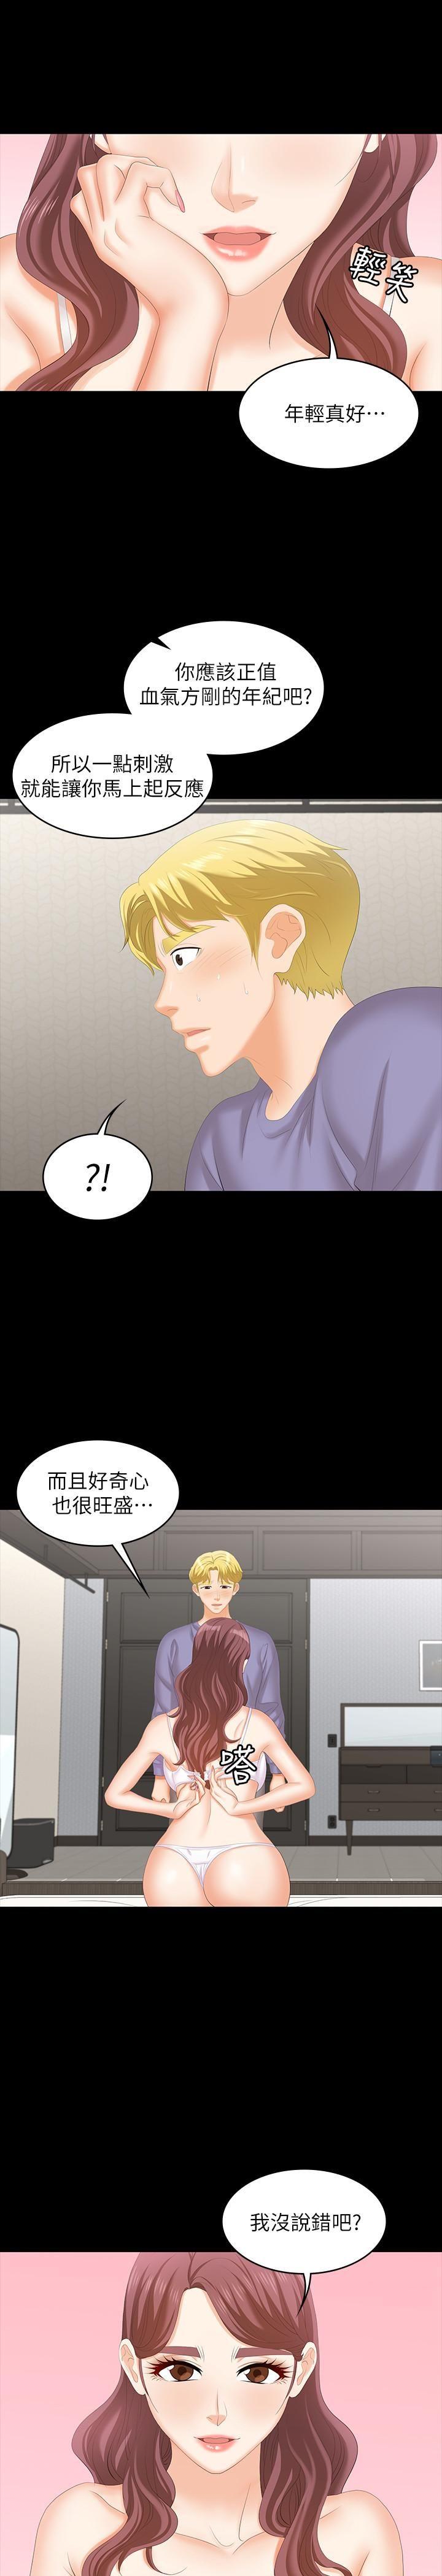 輕笑
年輕真好⋯
你應該正值
血氣方剛的年紀吧?
所以一點刺激
就能讓你馬上起反應
?!
而且好奇心
也很旺盛⋯
嗒
我沒說錯吧?